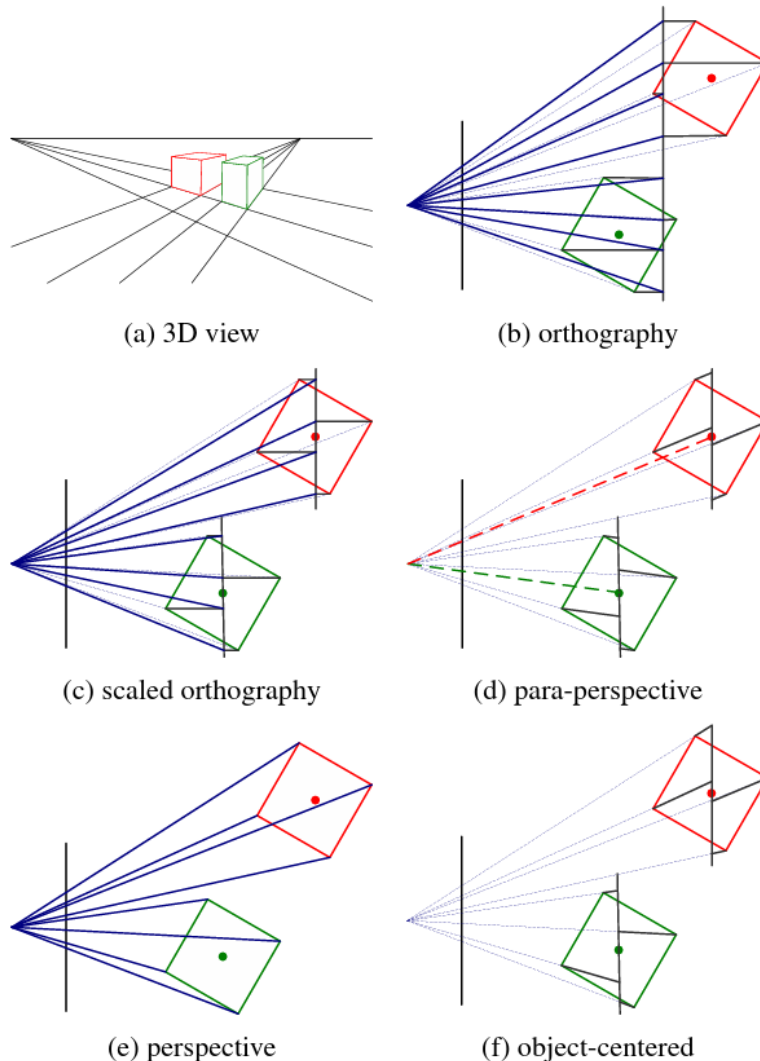 (a) 3D view
(b) orthography
(c) scaled orthography
(d) para-perspective
(e) perspective
(f) object-centered